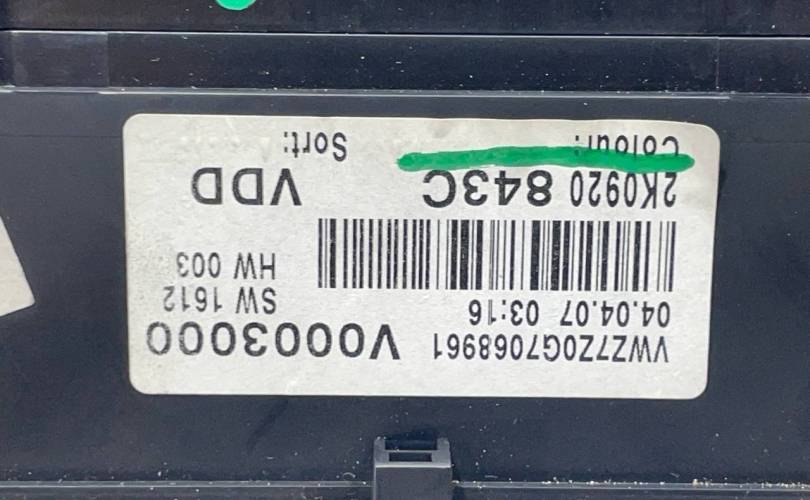 VWZ7Z0G7068961 V0003000
04.04.07 03:16 SW 1612
HW 003
2K0920 843C VDD
Colour: Sort: